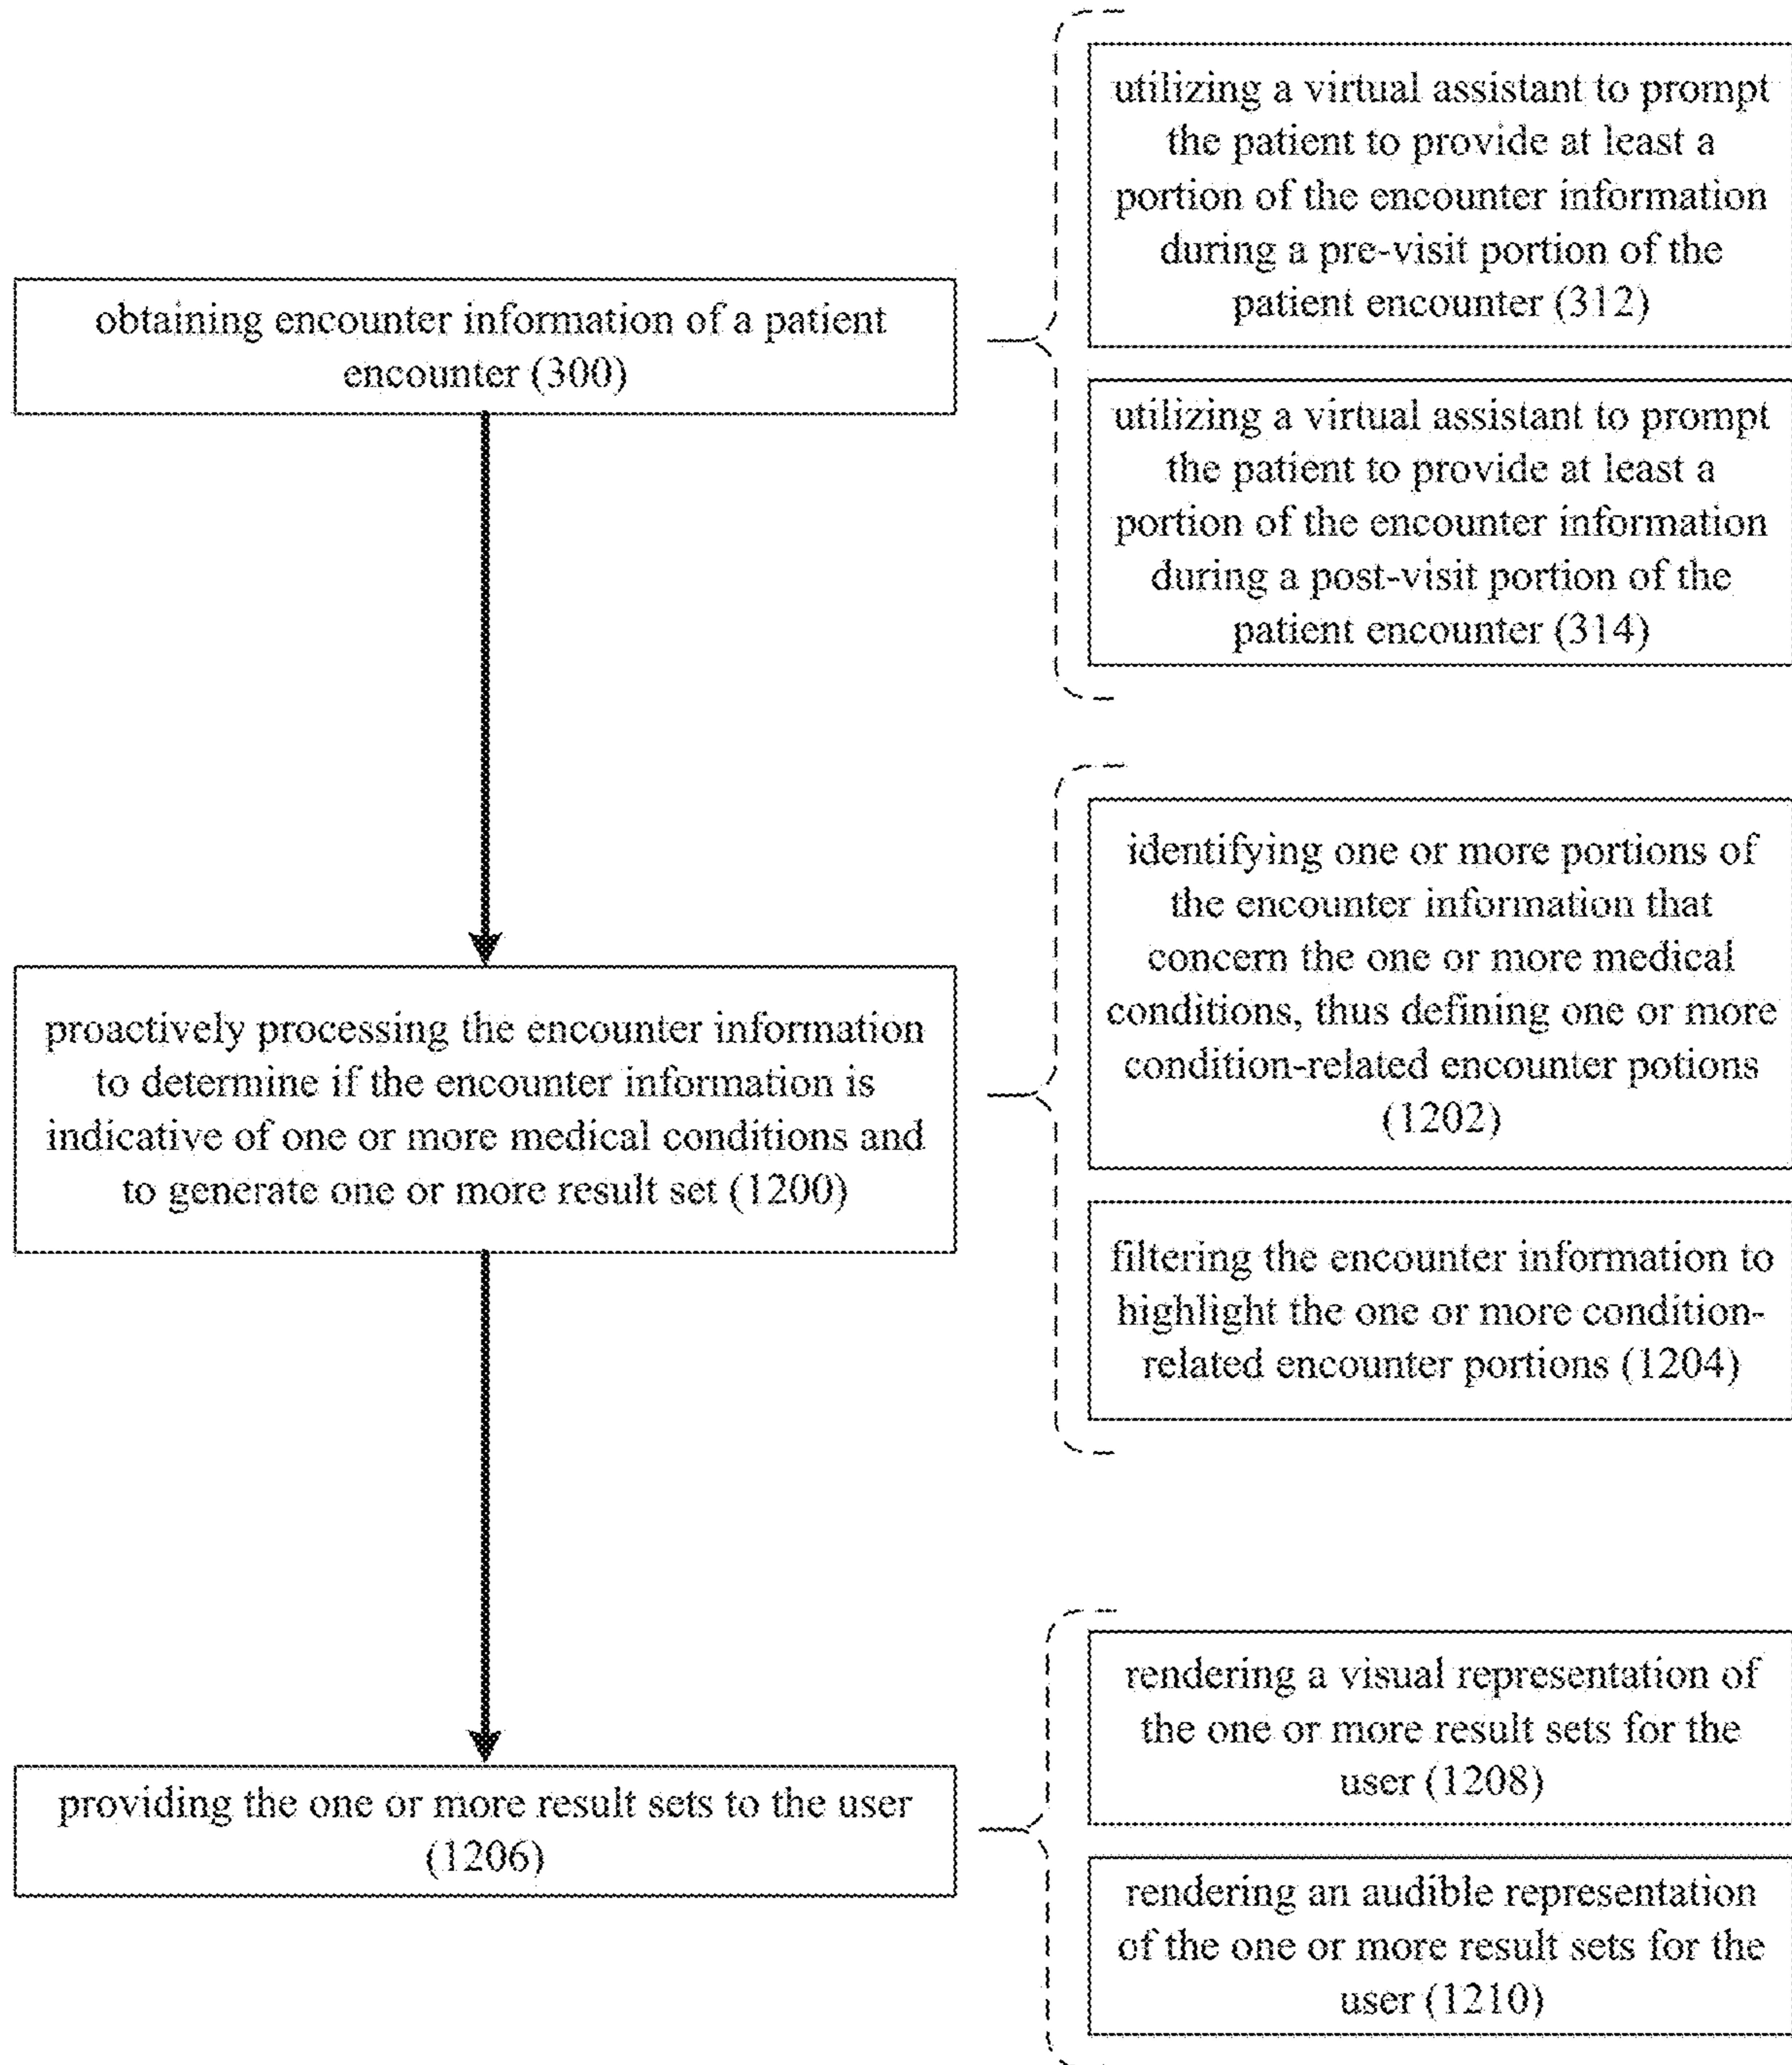 obtaining encounter information of a patient
encounter (300)
utilizing a virtual assistant to prompt
the patient to provide at least a
portion of the encounter information
during a pre-visit portion of the
patient encounter (312)
utilizing a virtual assistant to prompt
the patient to provide at least a
portion of the encounter information
during a post-visit portion of the
patient encounter (314)
proactively processing the encounter information
to determine if the encounter information is
indicative of one or more medical conditions and
to generate one or more result set (1200)
identifying one or more portions of
the encounter information that
concern the one or more medical
conditions, thus defining one or more
condition-related encounter potions
(1202)
filtering the encounter information to
highlight the one or more condition-
related encounter portions (1204)
providing the one or more result sets to the user
(1206)
rendering a visual representation of
the one or more result sets for the
user (1208)
rendering an audible representation
of the one or more result sets for the
user (1210)